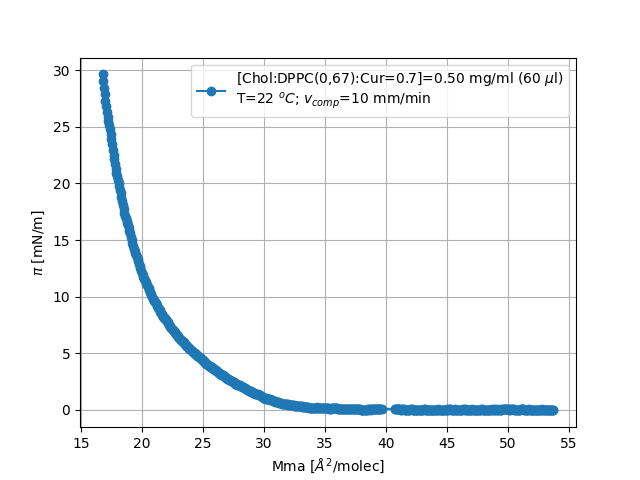 [Chol:DPPC(0,67):Cur=0.7]=0.50 mg/ml (60 μl)
T=22 °C; v_comp=10 mm/min
π [mN/m]
30
25
20
15
10
5
0
15 20 25 30 35 40 45 50 55
Mma [Å²/molec]